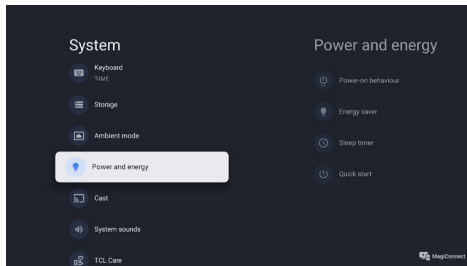 System
Keyboard
T-IME
Storage
Ambient mode
Power and energy
Cast
System sounds
TCL Care
Power and energy
Power-on behaviour
Energy saver
Sleep timer
Quick start
MagiConnect